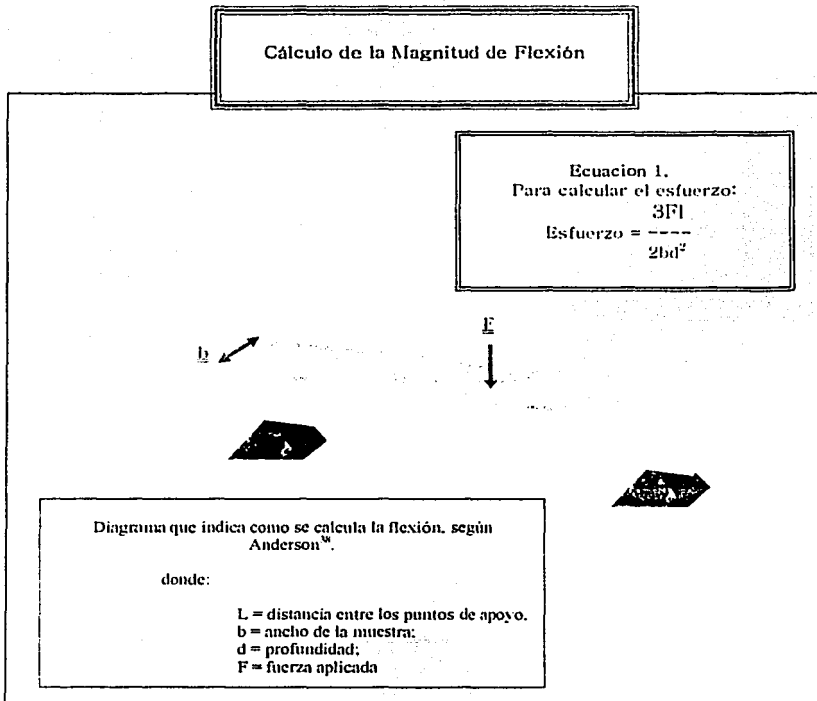 Cálculo de la Magnitud de Flexión
Ecuacion 1.
Para calcular el esfuerzo:
3Fl
Esfuerzo = ----
2bd²
F
b
Diagrama que indica como se calcula la flexión, según
Anderson
donde:
L = distancia entre los puntos de apoyo.
b = ancho de la muestra;
d = profundidad;
F = fuerza aplicada